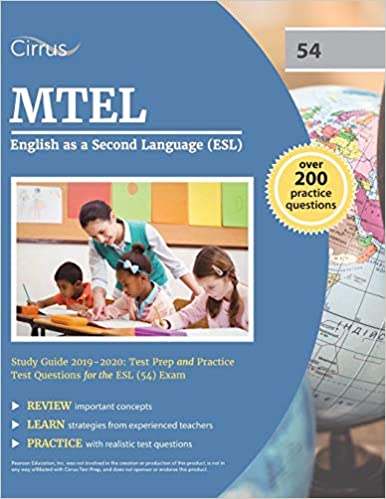 Cirrus
54
MTEL
English as a Second Language (ESL)
over
200
practice
questions
Study Guide 2019–2020: Test Prep and Practice
Test Questions for the ESL (54) Exam
REVIEW important concepts
LEARN strategies from experienced teachers
PRACTICE with realistic test questions
Pearson Education, Inc. was not involved in the creation or production of this product, is not in
any way affiliated with Cirrus Test Prep, and does not sponsor or endorse this product.